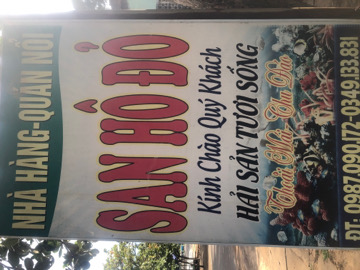 NHÀ HÀNG-QUÁN NỔI
SAN HÔ ĐỎ
Kính Chào Quý Khách
HẢI SẢN TƯƠI SỐNG
ĐT: 0987.090.172-0349.133.831